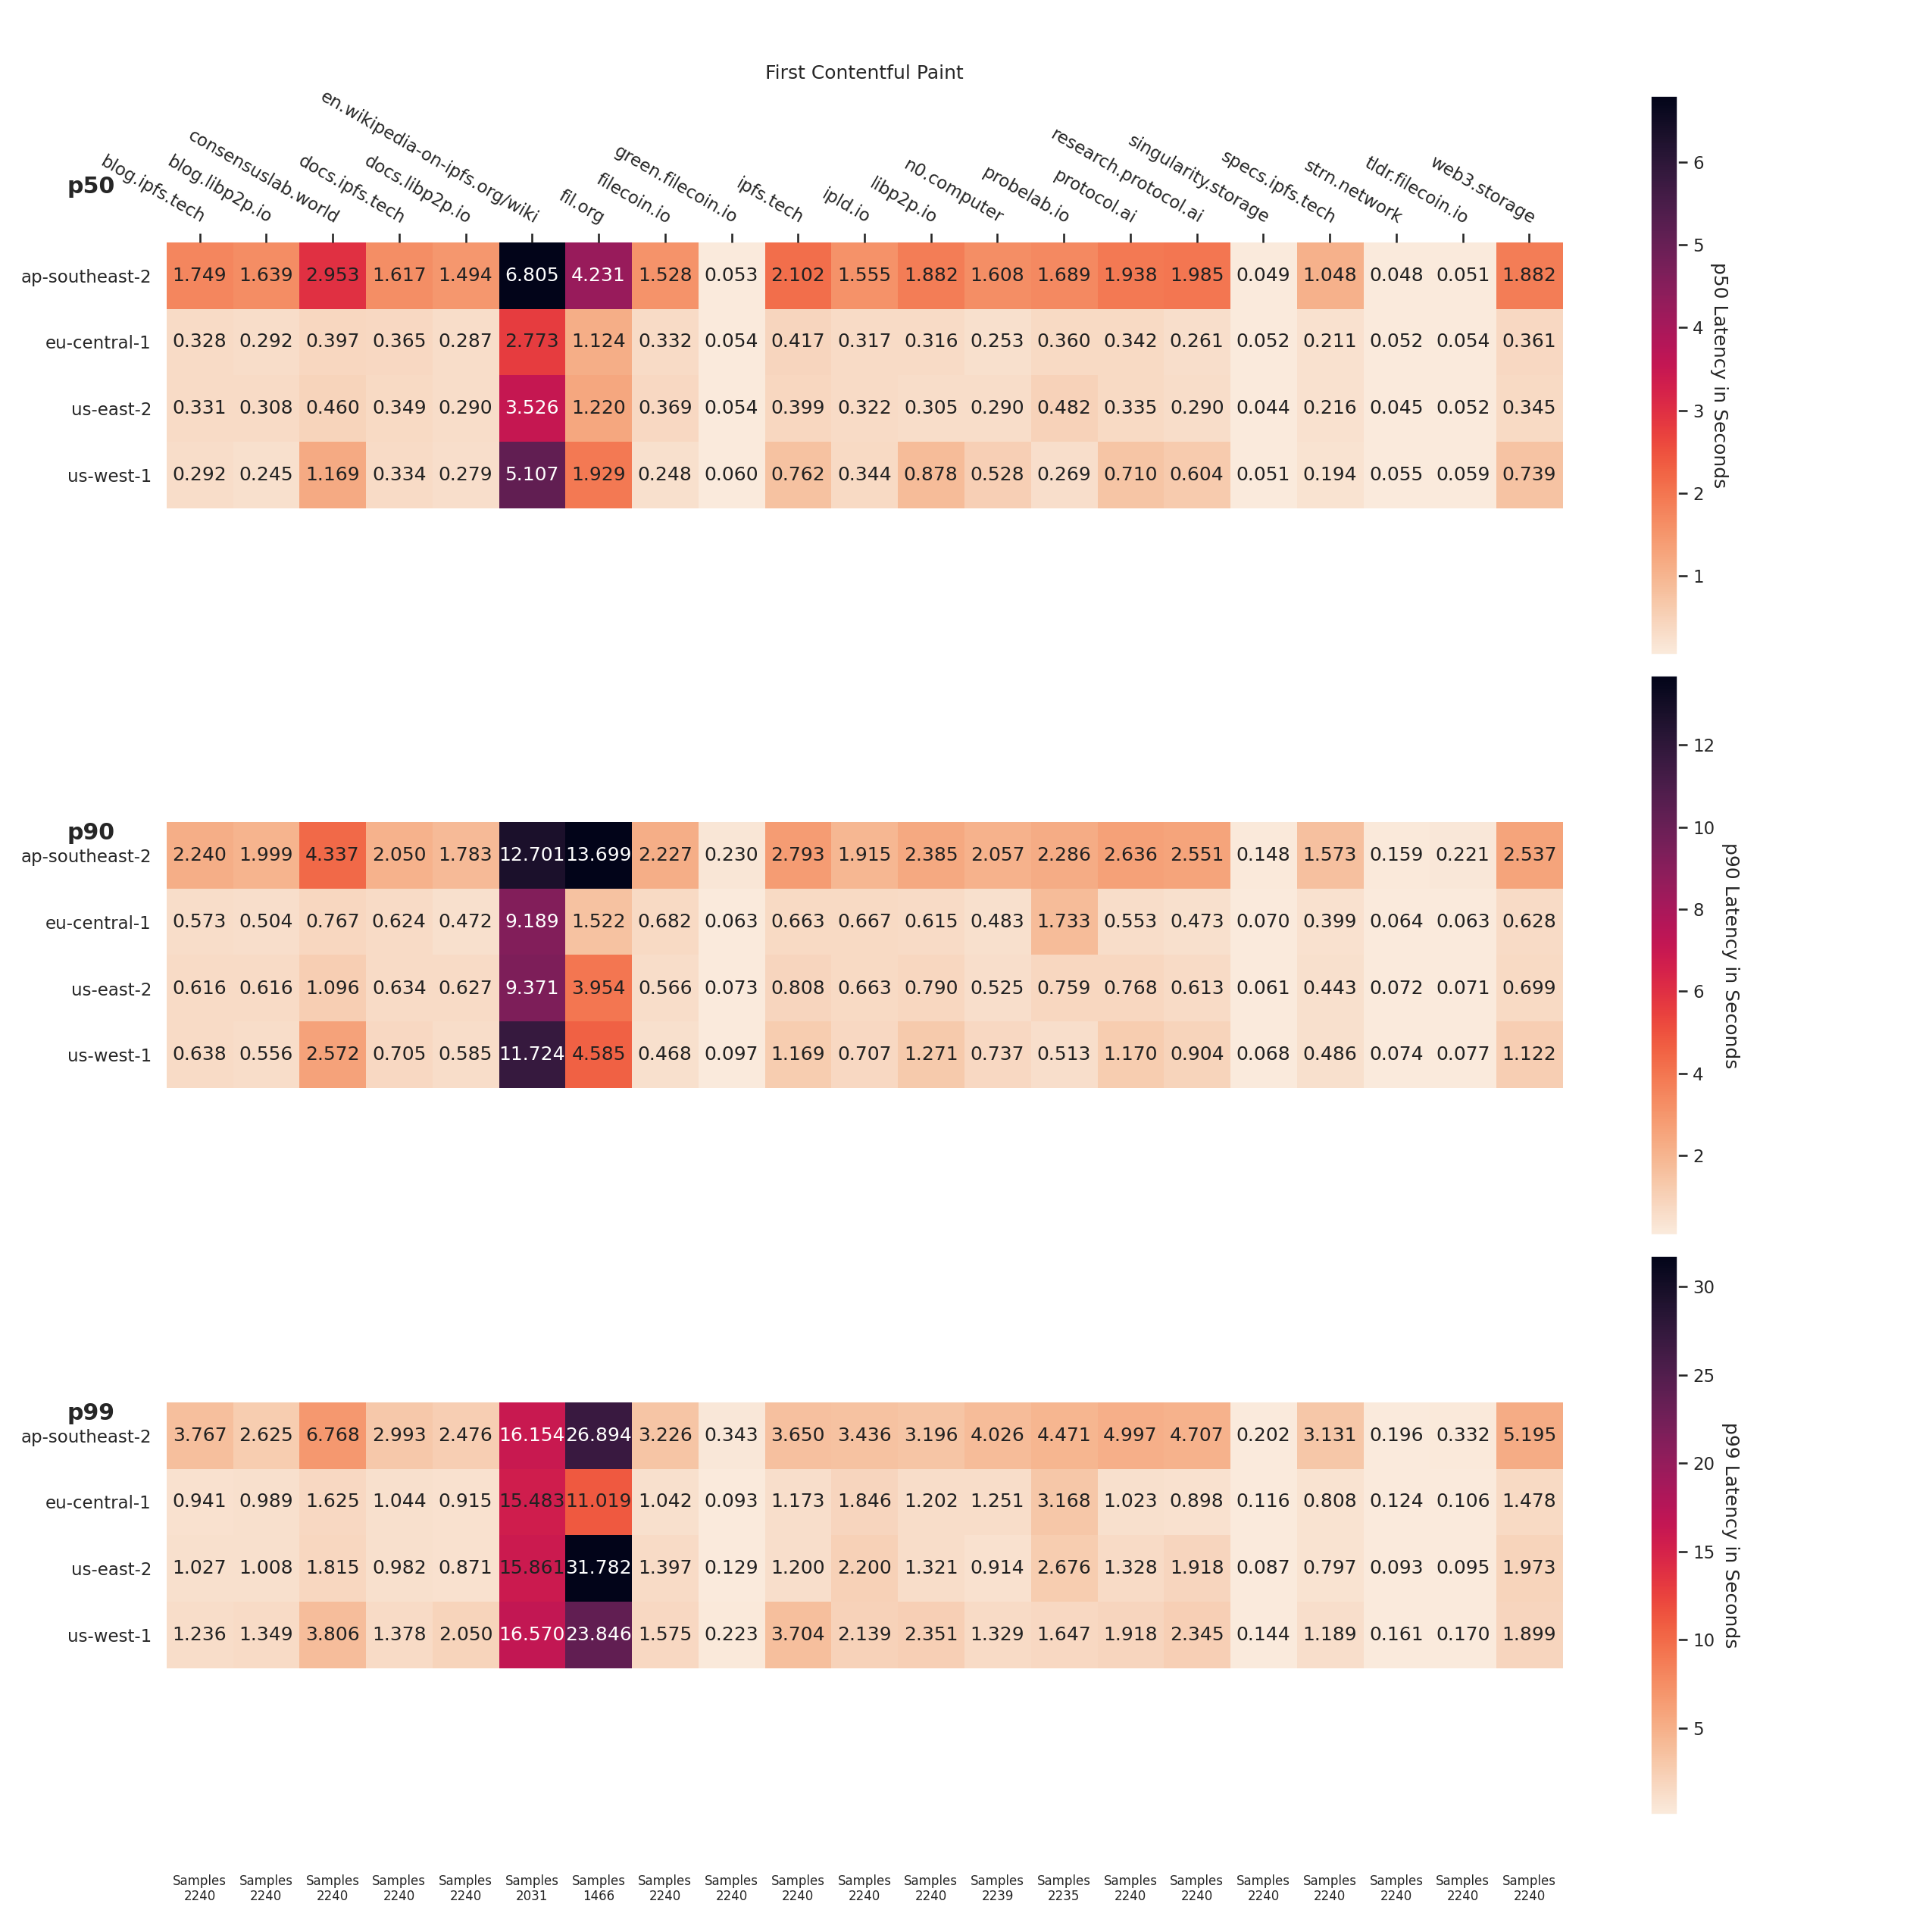 First Contentful Paint
p50
blog.ipfs.tech
blog.libp2p.io
consensuslab.world
docs.ipfs.tech
docs.libp2p.io
en.wikipedia-on-ipfs.org/wiki
fil.org
filecoin.io
green.filecoin.io
ipfs.tech
ipld.io
libp2p.io
n0.computer
probelab.io
protocol.ai
research.protocol.ai
singularity.storage
specs.ipfs.tech
strn.network
tldr.filecoin.io
web3.storage
ap-southeast-2 1.749 1.639 2.953 1.617 1.494 6.805 4.231 1.528 0.053 2.102 1.555 1.882 1.608 1.689 1.938 1.985 0.049 1.048 0.048 0.051 1.882
eu-central-1 0.328 0.292 0.397 0.365 0.287 2.773 1.124 0.332 0.054 0.417 0.317 0.316 0.253 0.360 0.342 0.261 0.052 0.211 0.052 0.054 0.361
us-east-2 0.331 0.308 0.460 0.349 0.290 3.526 1.220 0.369 0.054 0.399 0.322 0.305 0.290 0.482 0.335 0.290 0.044 0.216 0.045 0.052 0.345
us-west-1 0.292 0.245 1.169 0.334 0.279 5.107 1.929 0.248 0.060 0.762 0.344 0.878 0.528 0.269 0.710 0.604 0.051 0.194 0.055 0.059 0.739
6
5
4
3
2
1
p50 Latency in Seconds
p90
ap-southeast-2 2.240 1.999 4.337 2.050 1.783 12.701 13.699 2.227 0.230 2.793 1.915 2.385 2.057 2.286 2.636 2.551 0.148 1.573 0.159 0.221 2.537
eu-central-1 0.573 0.504 0.767 0.624 0.472 9.189 1.522 0.682 0.063 0.663 0.667 0.615 0.483 1.733 0.553 0.473 0.070 0.399 0.064 0.063 0.628
us-east-2 0.616 0.616 1.096 0.634 0.627 9.371 3.954 0.566 0.073 0.808 0.663 0.790 0.525 0.759 0.768 0.613 0.061 0.443 0.072 0.071 0.699
us-west-1 0.638 0.556 2.572 0.705 0.585 11.724 4.585 0.468 0.097 1.169 0.707 1.271 0.737 0.513 1.170 0.904 0.068 0.486 0.074 0.077 1.122
12
10
8
6
4
2
p90 Latency in Seconds
p99
ap-southeast-2 3.767 2.625 6.768 2.993 2.476 16.154 26.894 3.226 0.343 3.650 3.436 3.196 4.026 4.471 4.997 4.707 0.202 3.131 0.196 0.332 5.195
eu-central-1 0.941 0.989 1.625 1.044 0.915 15.483 11.019 1.042 0.093 1.173 1.846 1.202 1.251 3.168 1.023 0.898 0.116 0.808 0.124 0.106 1.478
us-east-2 1.027 1.008 1.815 0.982 0.871 15.861 31.782 1.397 0.129 1.200 2.200 1.321 0.914 2.676 1.328 1.918 0.087 0.797 0.093 0.095 1.973
us-west-1 1.236 1.349 3.806 1.378 2.050 16.570 23.846 1.575 0.223 3.704 2.139 2.351 1.329 1.647 1.918 2.345 0.144 1.189 0.161 0.170 1.899
30
25
20
15
10
5
p99 Latency in Seconds
Samples Samples Samples Samples Samples Samples Samples Samples Samples Samples Samples Samples Samples Samples Samples Samples Samples Samples Samples Samples Samples
2240 2240 2240 2240 2240 2031 1466 2240 2240 2240 2240 2240 2239 2235 2240 2240 2240 2240 2240 2240 2240